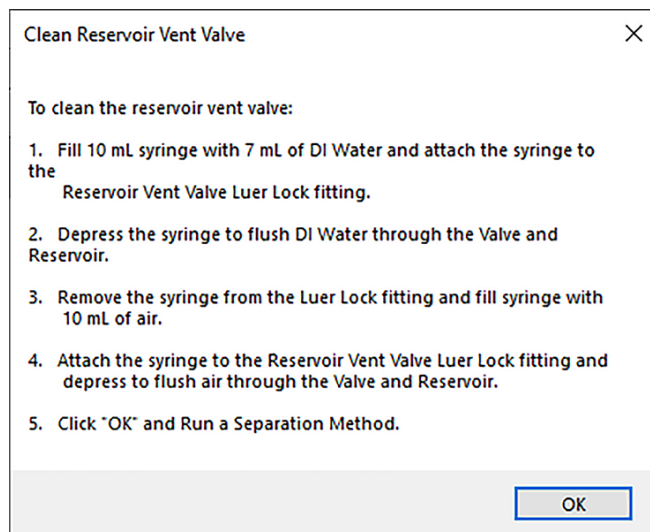 Clean Reservoir Vent Valve
To clean the reservoir vent valve:
1. Fill 10 mL syringe with 7 mL of DI Water and attach the syringe to
the
Reservoir Vent Valve Luer Lock fitting.
2. Depress the syringe to flush DI Water through the Valve and
Reservoir.
3. Remove the syringe from the Luer Lock fitting and fill syringe with
10 mL of air.
4. Attach the syringe to the Reservoir Vent Valve Luer Lock fitting and
depress to flush air through the Valve and Reservoir.
5. Click "OK" and Run a Separation Method.
OK